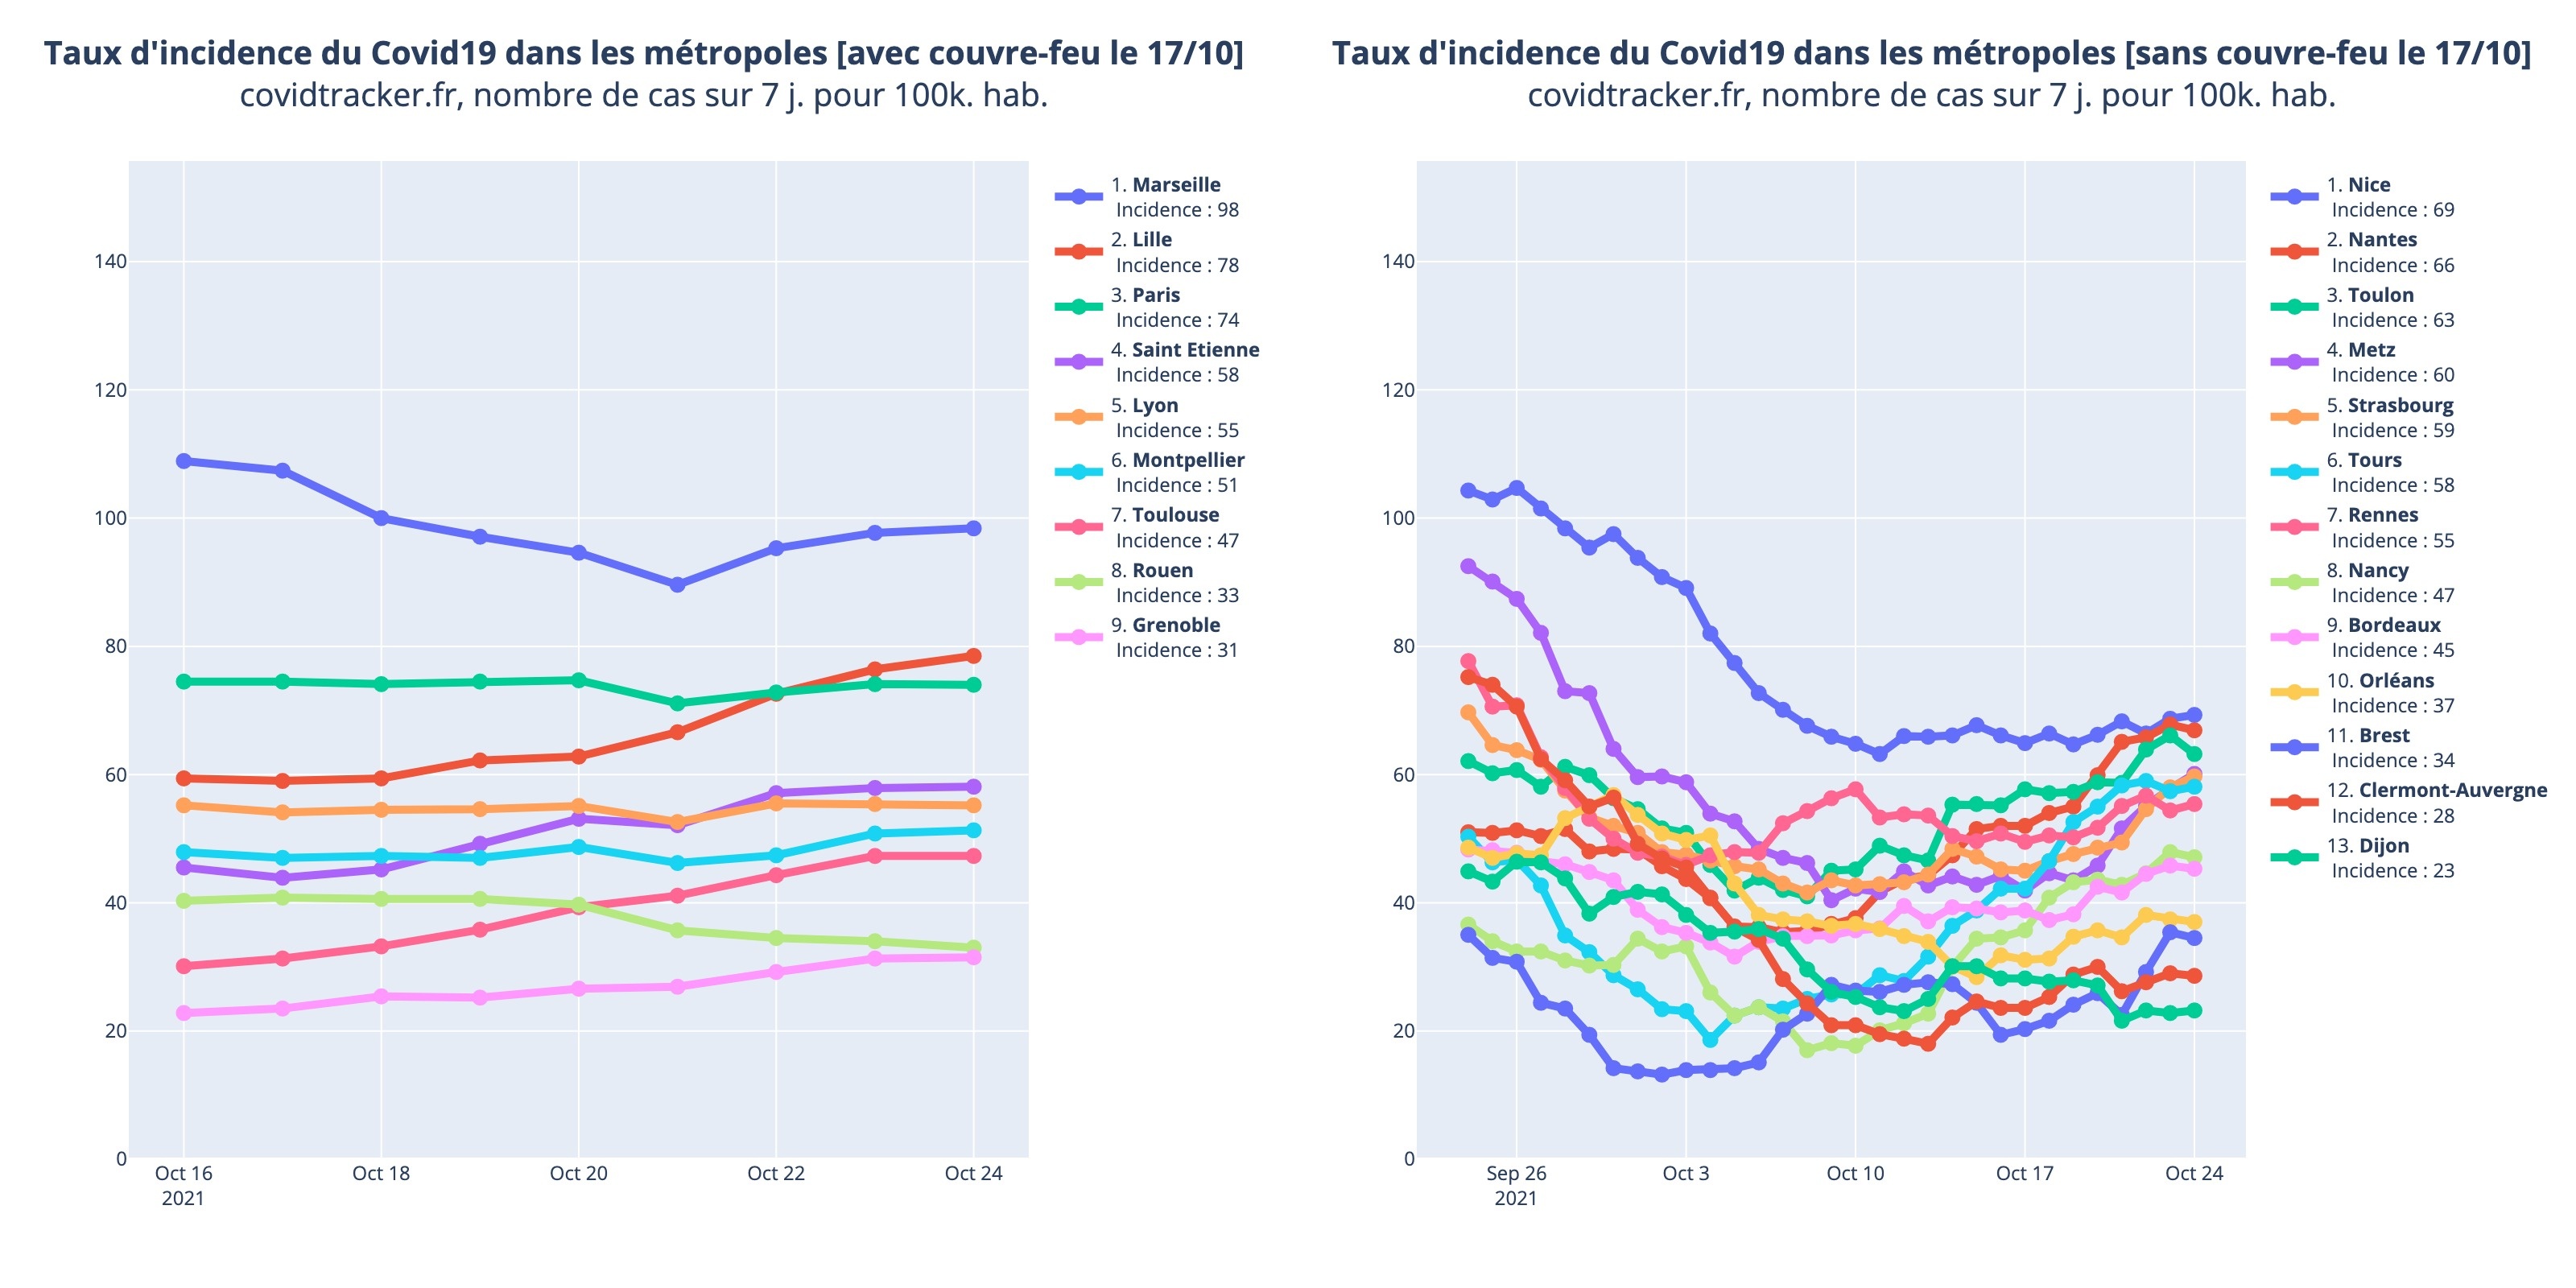 Taux d'incidence du Covid19 dans les métropoles [avec couvre-feu le 17/10]
covidtracker.fr, nombre de cas sur 7 j. pour 100k. hab.
140
120
100
80
60
40
20
0
Oct 16
2021
Oct 18
Oct 20
Oct 22
Oct 24
1. Marseille
Incidence : 98
2. Lille
Incidence : 78
3. Paris
Incidence : 74
4. Saint Etienne
Incidence : 58
5. Lyon
Incidence : 55
6. Montpellier
Incidence : 51
7. Toulouse
Incidence : 47
8. Rouen
Incidence : 33
9. Grenoble
Incidence : 31
Taux d'incidence du Covid19 dans les métropoles [sans couvre-feu le 17/10]
covidtracker.fr, nombre de cas sur 7 j. pour 100k. hab.
140
120
100
80
60
40
20
0
Sep 26
2021
Oct 3
Oct 10
Oct 17
Oct 24
1. Nice
Incidence : 69
2. Nantes
Incidence : 66
3. Toulon
Incidence : 63
4. Metz
Incidence : 60
5. Strasbourg
Incidence : 59
6. Tours
Incidence : 58
7. Rennes
Incidence : 55
8. Nancy
Incidence : 47
9. Bordeaux
Incidence : 45
10. Orléans
Incidence : 37
11. Brest
Incidence : 34
12. Clermont-Auvergne
Incidence : 28
13. Dijon
Incidence : 23